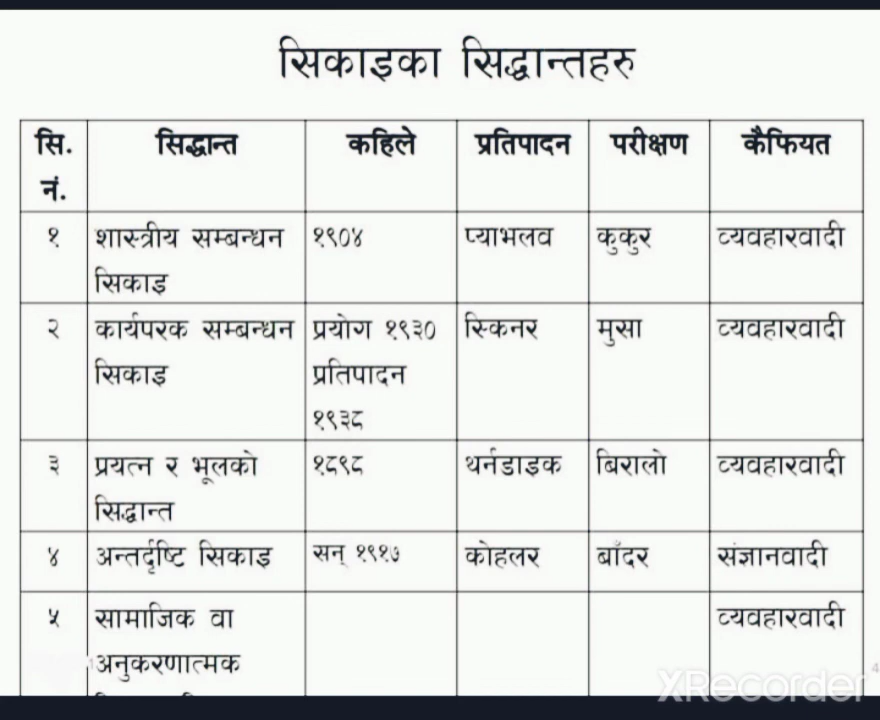 सिकाइका सिद्धान्तहरु
सि. नं. सिद्धान्त कहिले प्रतिपादन परीक्षण कैफियत
१ शास्त्रीय सम्बन्धन सिकाइ १९०४ प्याभलव कुकुर व्यवहारवादी
२ कार्यपरक सम्बन्धन सिकाइ प्रयोग १९३० प्रतिपादन १९३८ स्किनर मुसा व्यवहारवादी
३ प्रयत्न र भूलको सिद्धान्त १८९८ थर्नडाइक बिरालो व्यवहारवादी
४ अन्तर्दृष्टि सिकाइ सन् १९१७ कोहलर बाँदर संज्ञानवादी
५ सामाजिक वा अनुकरणात्मक व्यवहारवादी
XRecorder
4